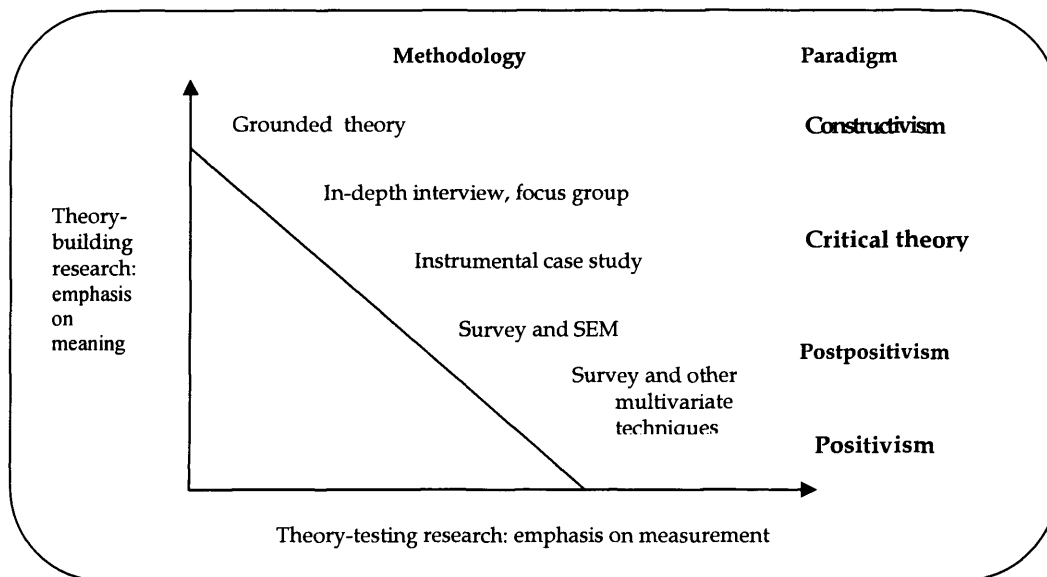 Methodology
Paradigm
Grounded theory
Constructivism
In-depth interview, focus group
Theory-
building
research:
emphasis
on
meaning
Critical theory
Instrumental case study
Survey and SEM
Postpositivism
Survey and other
multivariate
techniques
Positivism
Theory-testing research: emphasis on measurement